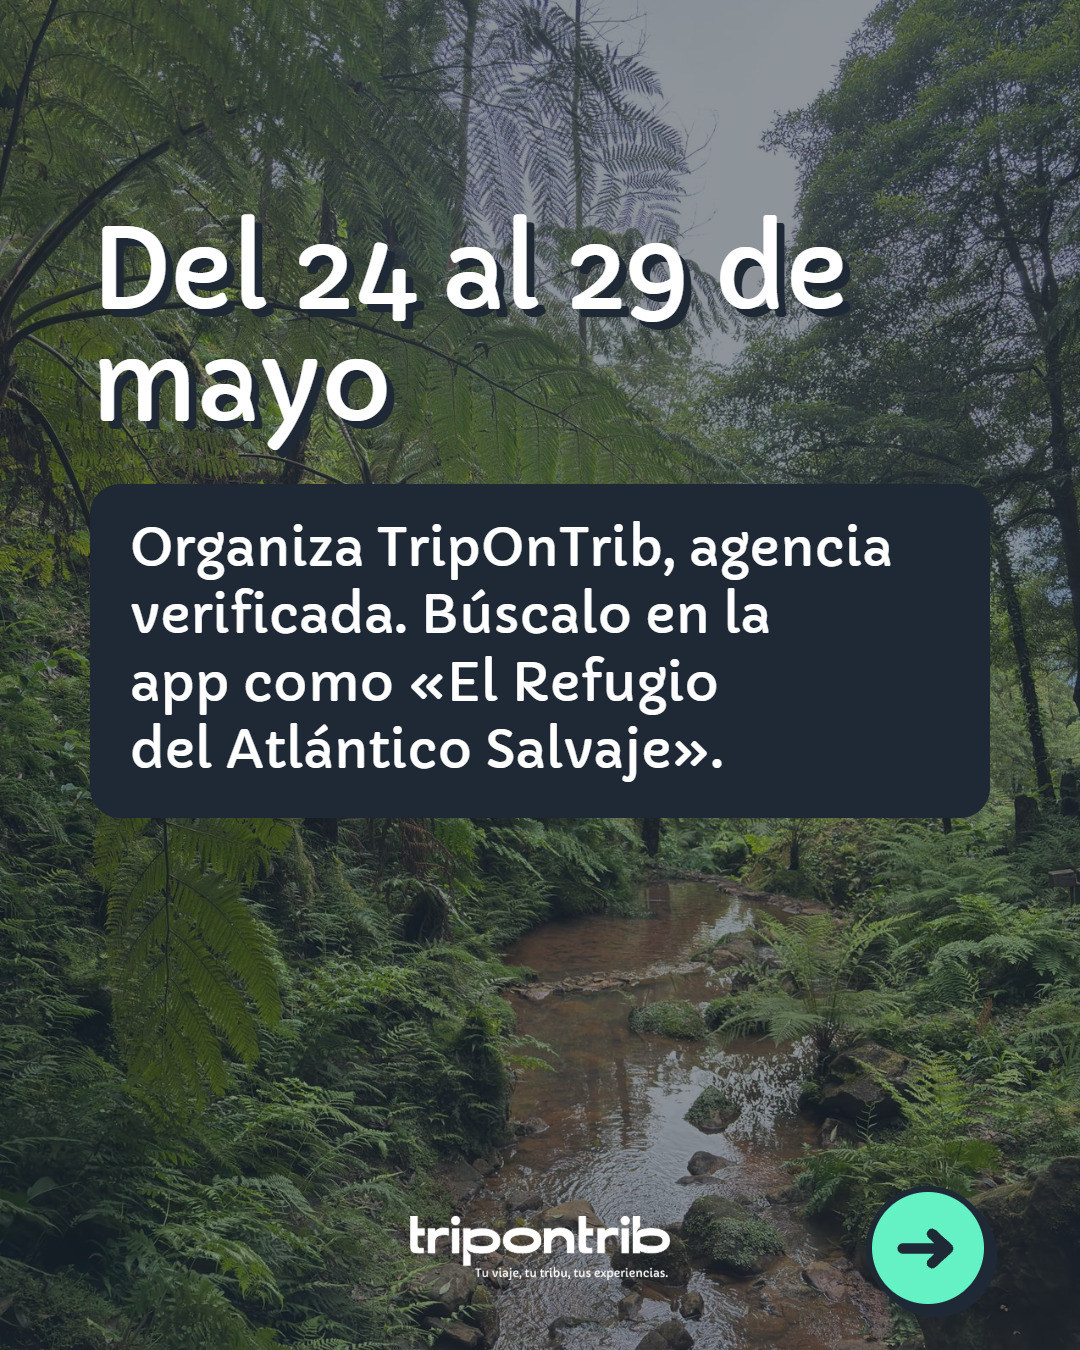 Del 24 al 29 de
mayo
Organiza TripOnTrib, agencia
verificada. Búscalo en la
app como «El Refugio
del Atlántico Salvaje».
tripontrib
Tu viaje, tu tribu, tus experiencias.